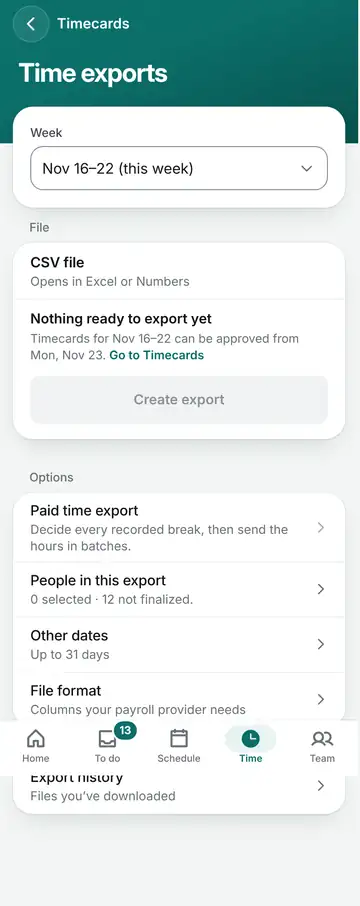 Timecards
Time exports
Week
Nov 16–22 (this week)
File
CSV file
Opens in Excel or Numbers
Nothing ready to export yet
Timecards for Nov 16–22 can be approved from
Mon, Nov 23. Go to Timecards
Create export
Options
Paid time export
Decide every recorded break, then send the
hours in batches.
People in this export
0 selected · 12 not finalized.
Other dates
Up to 31 days
File format
Columns your payroll provider needs
13
Home
To do
Schedule
Time
Team
Export history
Files you’ve downloaded